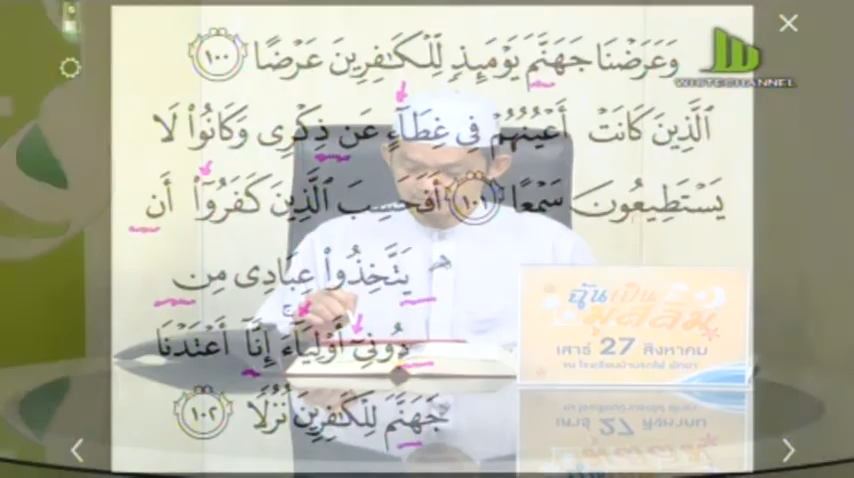 وَعَرَضْنَا جَهَنَّمَ يَوْمَئِذٍ لِّلْكَافِرِينَ عَرْضًا ١٠٠
ٱلَّذِينَ كَانَتْ أَعْيُنُهُمْ فِى غِطَآءٍ عَن ذِكْرِى وَكَانُوا۟ لَا
يَسْتَطِيعُونَ سَمْعًا ١٠١ أَفَحَسِبَ ٱلَّذِينَ كَفَرُوٓا۟ أَن
يَتَّخِذُوا۟ عِبَادِى مِن
دُونِىٓ أَوْلِيَآءَ ۚ إِنَّآ أَعْتَدْنَا
جَهَنَّمَ لِلْكَافِرِينَ نُزُلًا ١٠٢
WHITECHANNEL
ฉันเป็น
มุสลิม
เสาร์ 27 สิงหาคม